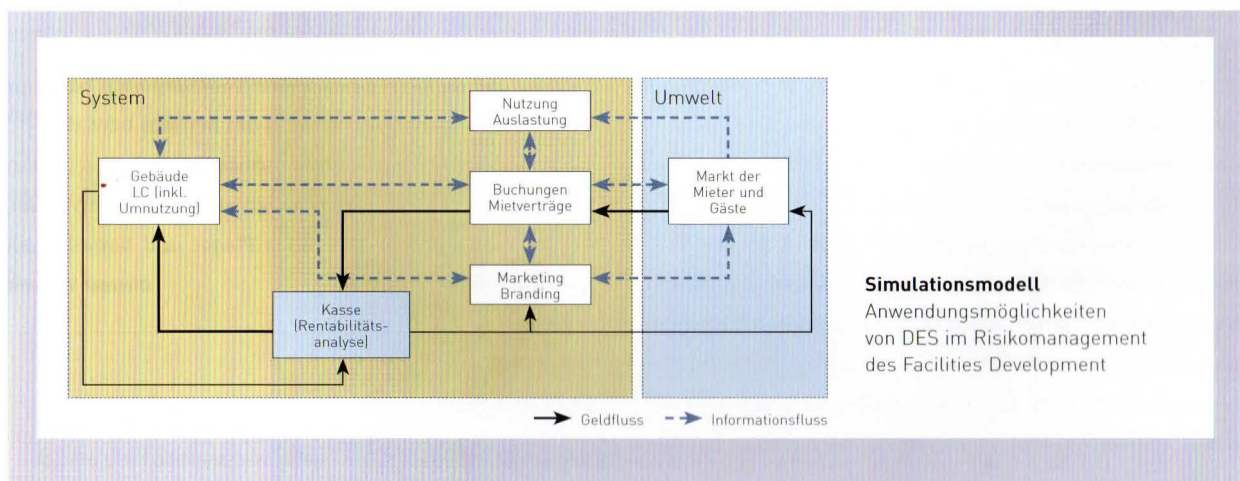 System
Umwelt
Nutzung
Auslastung
Gebäude
LC (inkl.
Umnutzung)
Buchungen
Mietverträge
Markt der
Mieter und
Gäste
Marketing
Branding
Kasse
(Rentabilitäts-
analyse)
Geldfluss
Informationsfluss
Simulationsmodell
Anwendungsmöglichkeiten
von DES im Risikomanagement
des Facilities Development